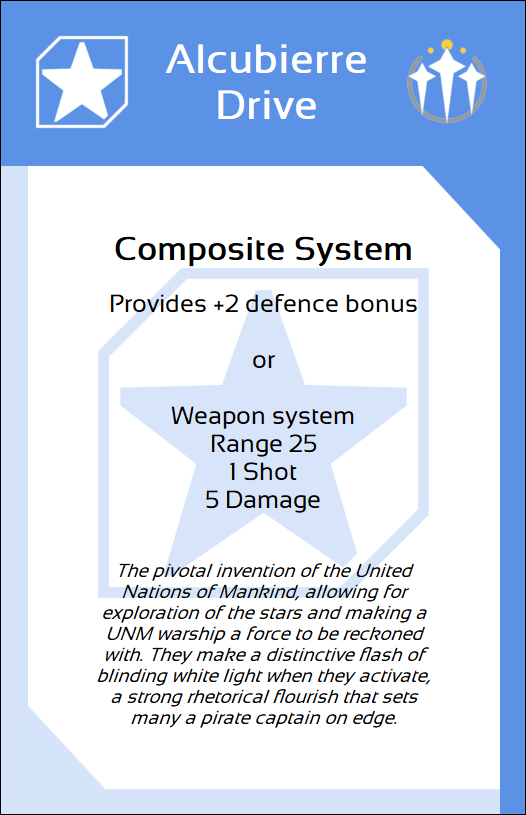 Alcubierre
Drive
Composite System
Provides +2 defence bonus
or
Weapon system
Range 25
1 Shot
5 Damage
The pivotal invention of the United
Nations of Mankind, allowing for
exploration of the stars and making a
UNM warship a force to be reckoned
with. They make a distinctive flash of
blinding white light when they activate,
a strong rhetorical flourish that sets
many a pirate captain on edge.